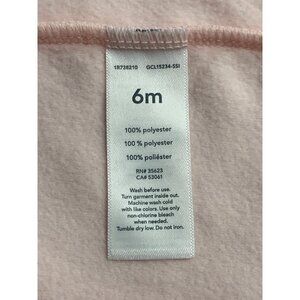 1R738210 GCL15234-SSI
6m
100% polyester
100 % polyester
100% poliéster
RN# 35623
CA# 53061
Wash before use.
Turn garment inside out.
Machine wash cold
with like colors. Use only
non-chlorine bleach
when needed.
Tumble dry low. Do not iron.